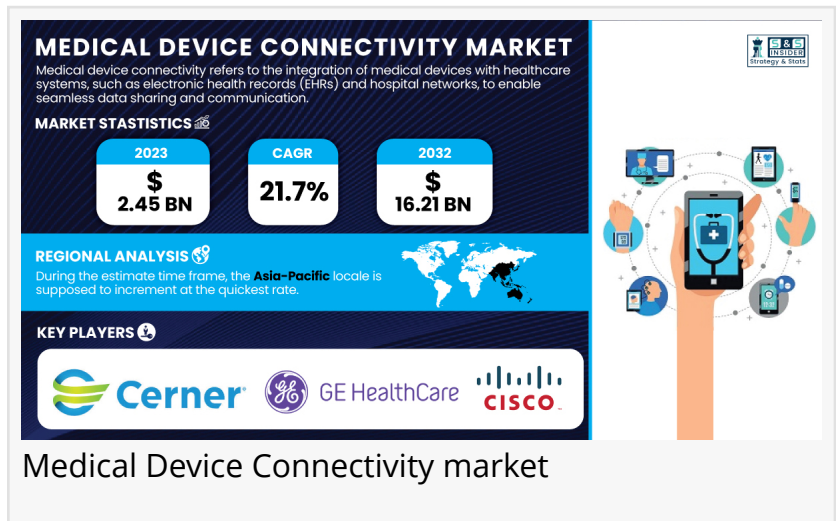 MEDICAL DEVICE CONNECTIVITY MARKET
Medical device connectivity refers to the integration of medical devices with healthcare
systems, such as electronic health records (EHRs) and hospital networks, to enable
seamless data sharing and communication.
MARKET STASTISTICS
2023
$
2.45 BN
CAGR
21.7%
2032
$
16.21 BN
REGIONAL ANALYSIS
During the estimate time frame, the Asia-Pacific locale is
supposed to increment at the quickest rate.
KEY PLAYERS
Cerner
GE HealthCare
CISCO
S&S
INSIDER
Strategy & Stats
Medical Device Connectivity market